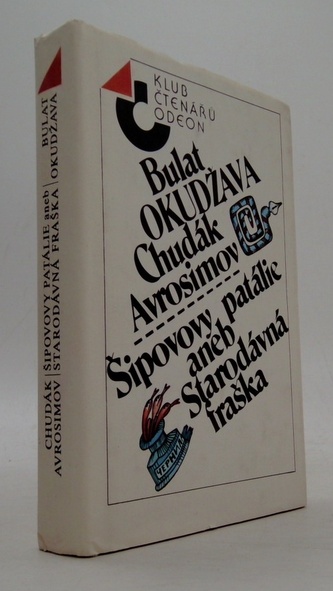 KLUB
ČTENÁŘŮ
ODEON
Bulat
OKUDŽAVA
Chudák
Avrosimov
Šipovovy patálie
aneb
Starodávná
fraška
ЧЕРНИЛА
CHUDÁK | ŠIPOVOVY PATÁLIE aneb | BULAT
AVROSIMOV | STARODÁVNÁ FRAŠKA | OKUDŽAVA